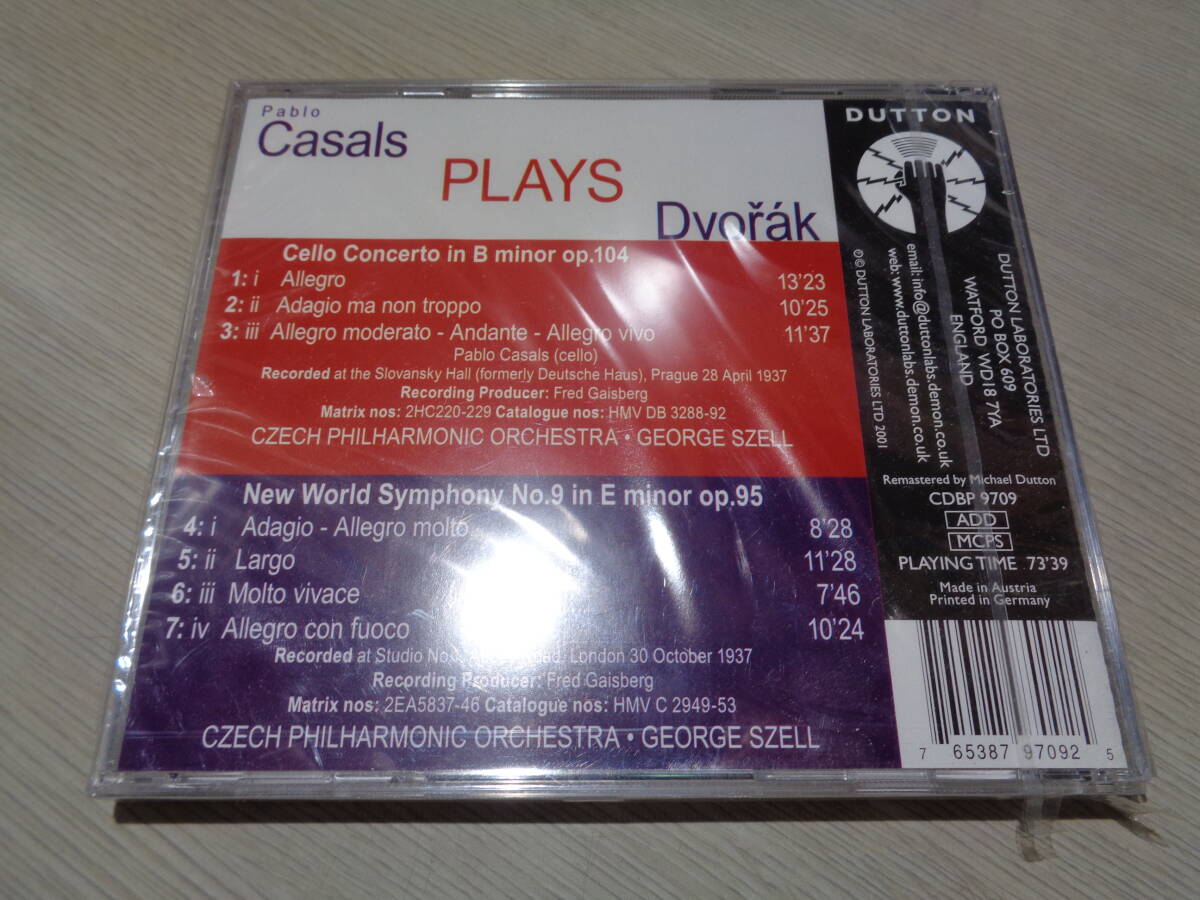 Pablo
Casals
PLAYS
Dvořák
Cello Concerto in B minor op.104
1: i Allegro 13'23
2: ii Adagio ma non troppo 10'25
3: iii Allegro moderato - Andante - Allegro vivo 11'37
Pablo Casals (cello)
Recorded at the Slovansky Hall (formerly Deutsche Haus), Prague 28 April 1937
Recording Producer: Fred Gaisberg
Matrix nos: 2HC220-229 Catalogue nos: HMV DB 3288-92
CZECH PHILHARMONIC ORCHESTRA • GEORGE SZELL
New World Symphony No.9 in E minor op.95
4: i Adagio - Allegro molto 8'28
5: ii Largo 11'28
6: iii Molto vivace 7'46
7: iv Allegro con fuoco 10'24
Recorded at Studio London 30 October 1937
Recording Producer: Fred Gaisberg
Matrix nos: 2EA5837-46 Catalogue nos: HMV C 2949-53
CZECH PHILHARMONIC ORCHESTRA • GEORGE SZELL
DUTTON
DUTTON LABORATORIES LTD
PO BOX 609
WATFORD WD18 7YA
ENGLAND
email: info@duttonlabs.demon.co.uk
web: www.duttonlabs.demon.co.uk
℗ © DUTTON LABORATORIES LTD 2001
Remastered by Michael Dutton
CDBP 9709
ADD
MCPS
PLAYING TIME 73'39
Made in Austria
Printed in Germany
7 65387 97092 5